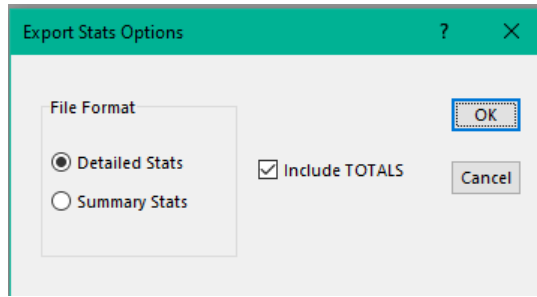 Export Stats Options
?
File Format
OK
Detailed Stats
Include TOTALS
Cancel
Summary Stats